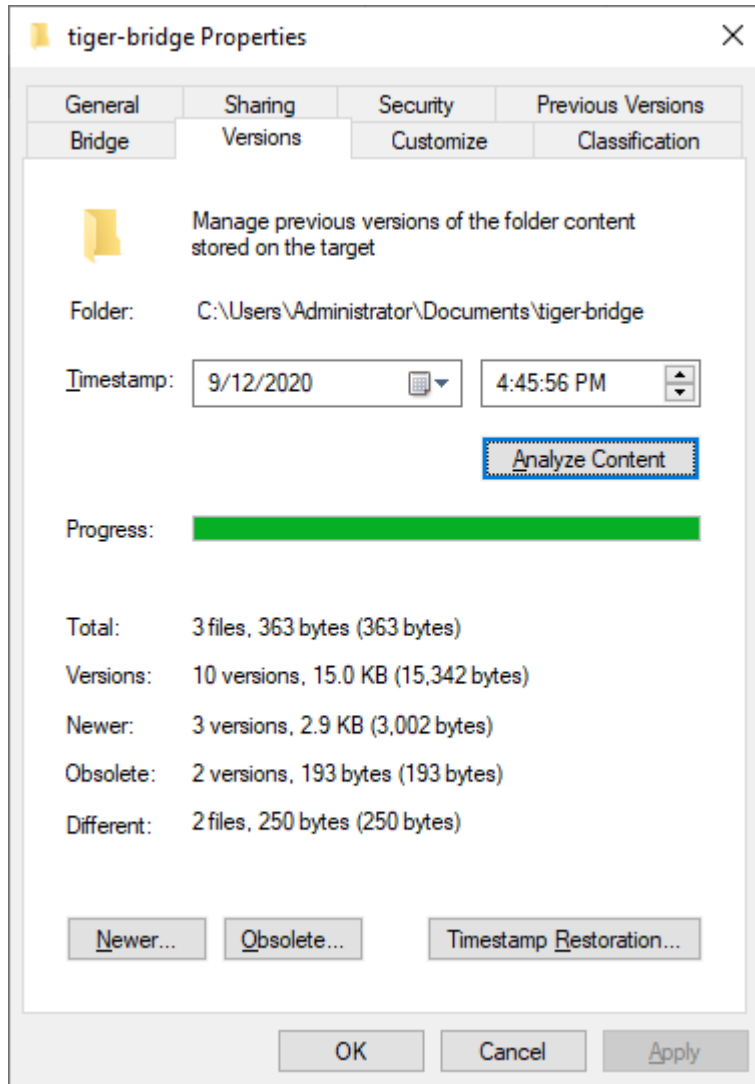 tiger-bridge Properties
General Sharing Security Previous Versions
Bridge Versions Customize Classification
Manage previous versions of the folder content
stored on the target
Folder: C:\Users\Administrator\Documents\tiger-bridge
Timestamp: 9/12/2020 4:45:56 PM
Analyze Content
Progress:
Total: 3 files, 363 bytes (363 bytes)
Versions: 10 versions, 15.0 KB (15,342 bytes)
Newer: 3 versions, 2.9 KB (3,002 bytes)
Obsolete: 2 versions, 193 bytes (193 bytes)
Different: 2 files, 250 bytes (250 bytes)
Newer... Obsolete... Timestamp Restoration...
OK Cancel Apply